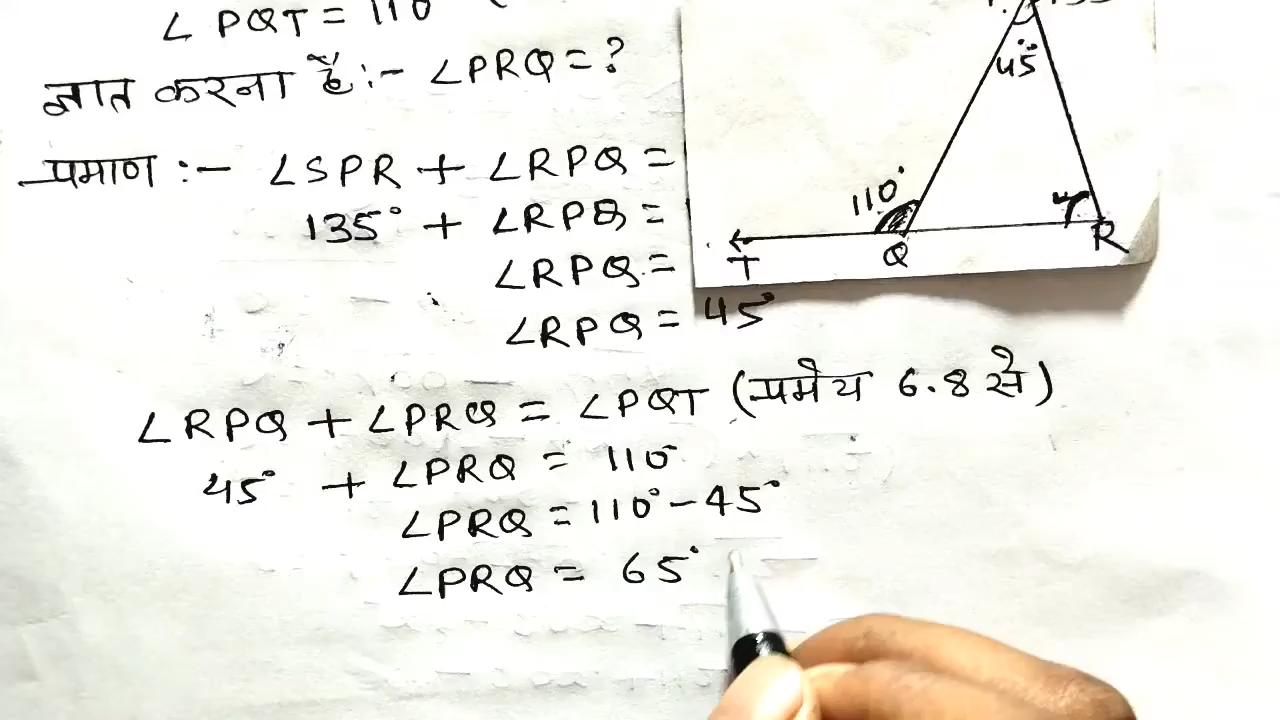 ∠PQT = 110°
ज्ञात करना है :- ∠PRQ = ?
प्रमाण :- ∠SPR + ∠RPQ =
135° + ∠RPQ =
∠RPQ =
∠RPQ = 45°
∠RPQ + ∠PRQ = ∠PQT (प्रमेय 6.8 से)
45° + ∠PRQ = 110°
∠PRQ = 110° - 45°
∠PRQ = 65°
45°
110°
T Q R